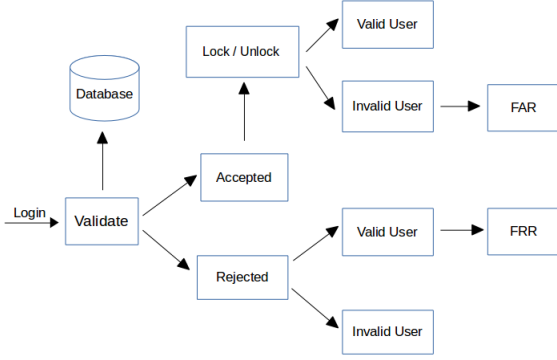 Valid User
Lock / Unlock
Database
Invalid User
FAR
Accepted
Login
Validate
Valid User
FRR
Rejected
Invalid User